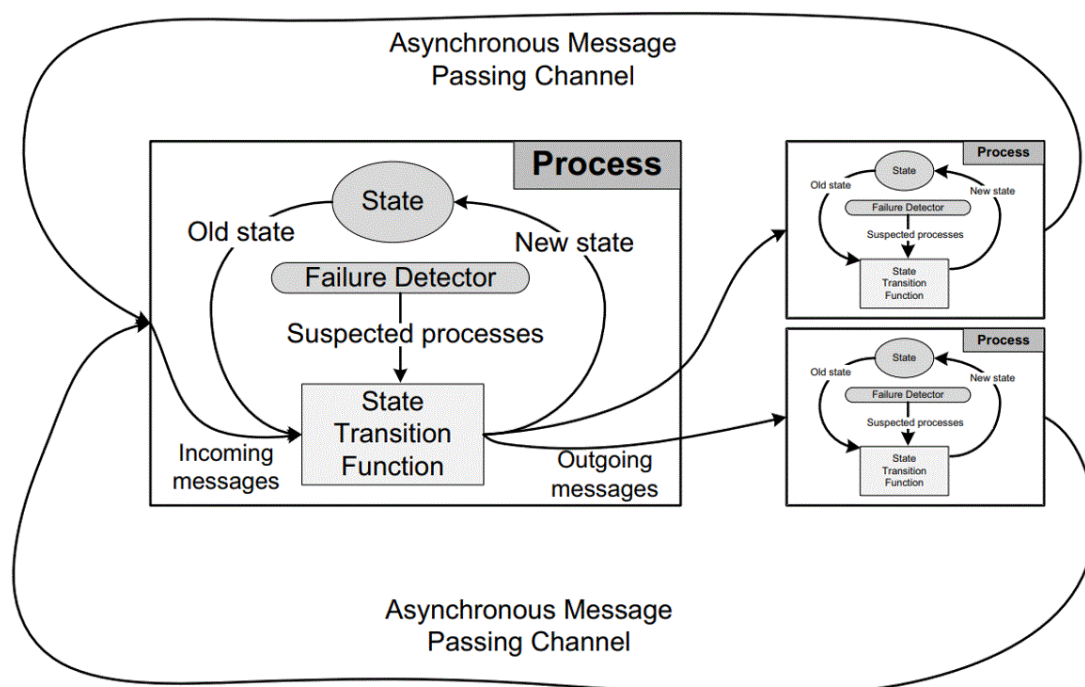 Asynchronous Message
Passing Channel
Process
State
Old state
New state
Failure Detector
Suspected processes
State
Transition
Function
Incoming
messages
Outgoing
messages
Process
State
Old state
New state
Failure Detector
Suspected processes
State
Transition
Function
Process
State
Old state
New state
Failure Detector
Suspected processes
State
Transition
Function
Asynchronous Message
Passing Channel